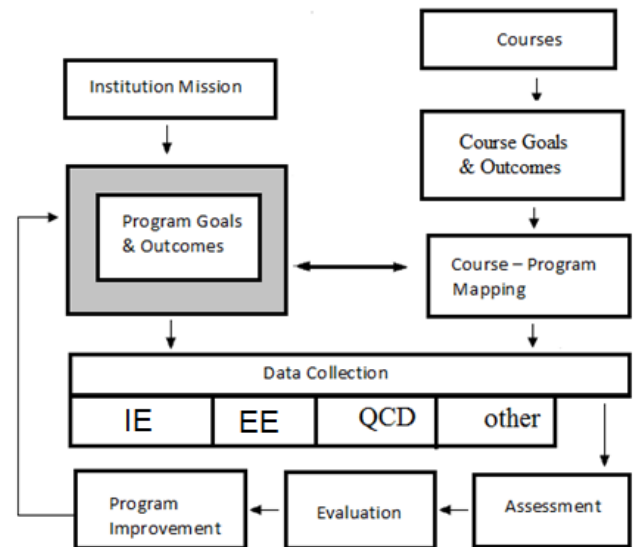 Courses
Institution Mission
Course Goals
& Outcomes
Program Goals
& Outcomes
Course – Program
Mapping
Data Collection
IE EE QCD other
Program
Improvement
Evaluation
Assessment